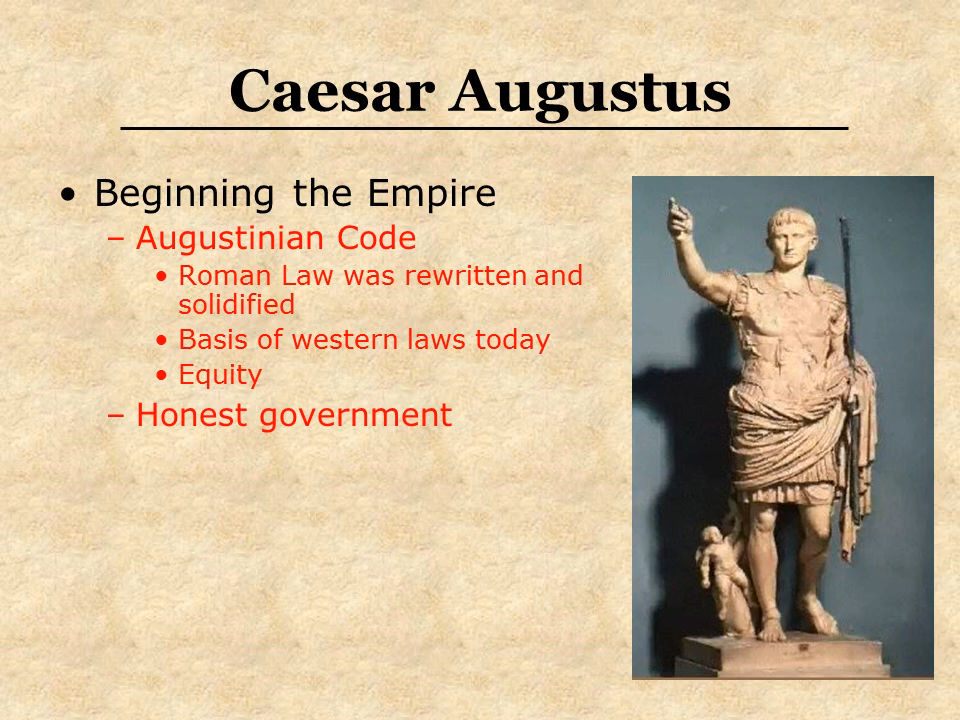 Caesar Augustus
• Beginning the Empire
– Augustinian Code
• Roman Law was rewritten and
solidified
• Basis of western laws today
• Equity
– Honest government